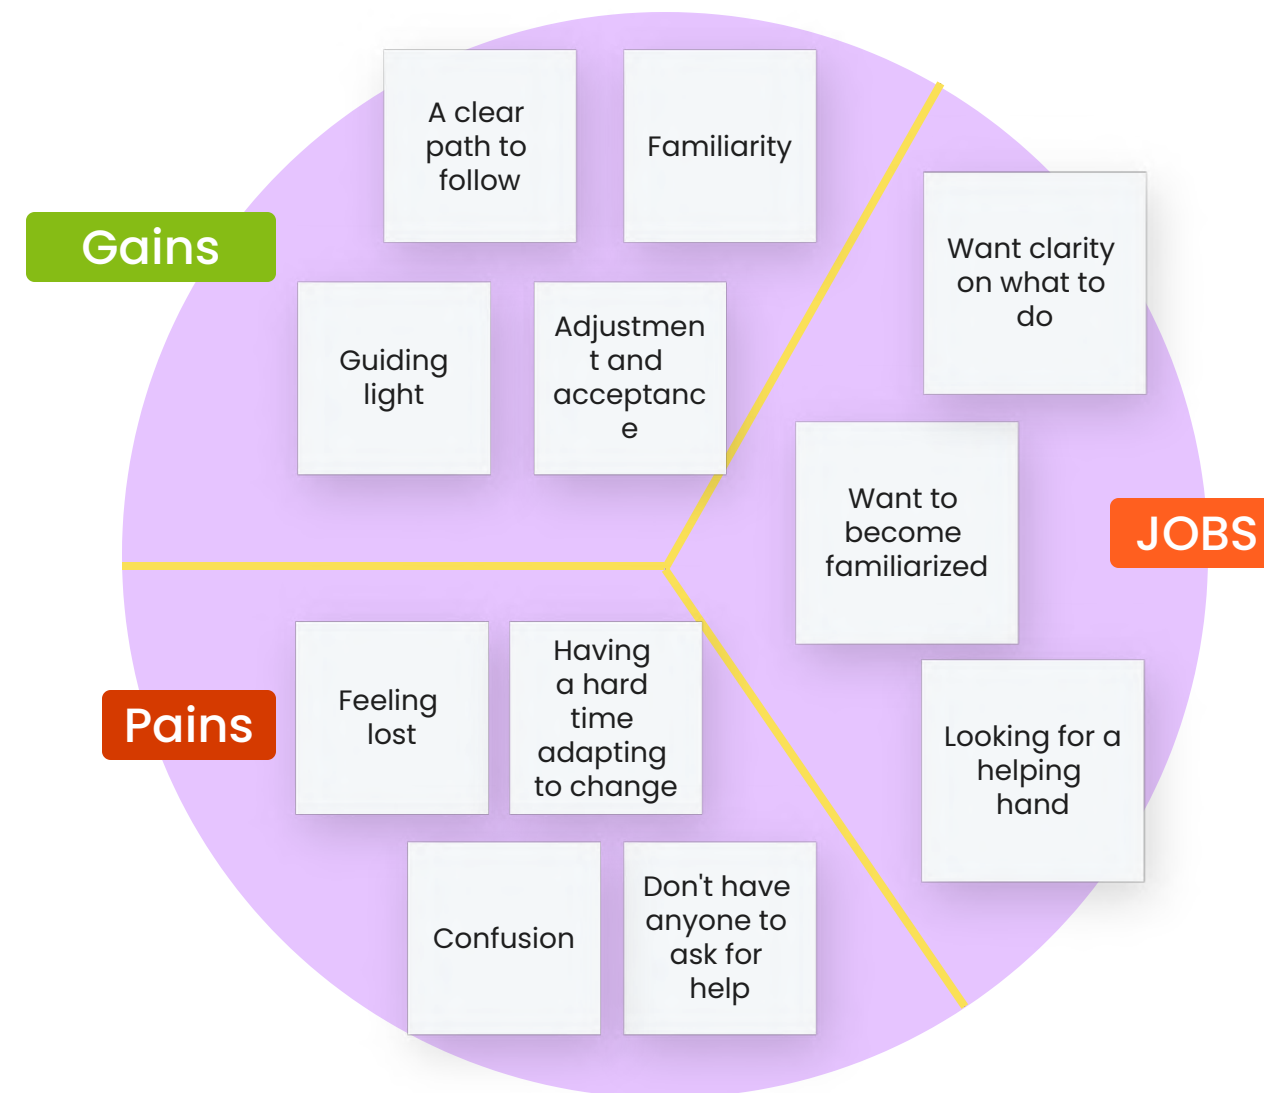 Gains
A clear
path to
follow
Familiarity
Guiding
light
Adjustmen
t and
acceptanc
e
Want clarity
on what to
do
Want to
become
familiarized
Looking for a
helping
hand
JOBS
Pains
Feeling
lost
Having
a hard
time
adapting
to change
Confusion
Don't have
anyone to
ask for
help